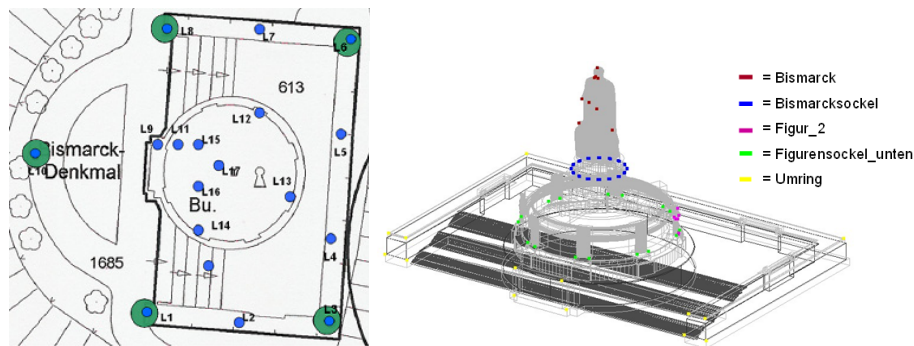 L8
L7
L6
613
L12
L9
L11
L15
L5
Bismarck-
Denkmal
L17
L16
L13
Bu.
L14
L4
1685
L1
L2
L3
= Bismarck
= Bismarcksockel
= Figur_2
= Figurensockel_unten
= Umring